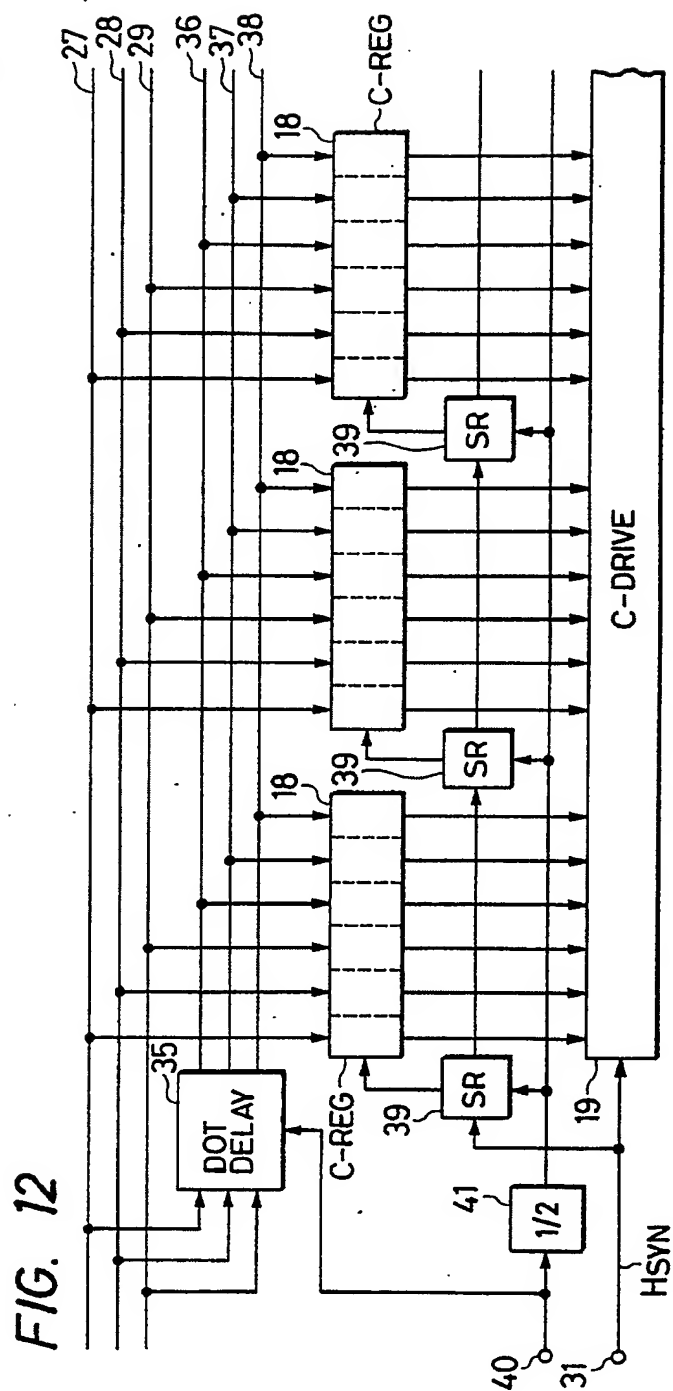 FIG. 12
27
28
29
36
37
38
35
DOT
DELAY
18
18
18
C-REG
C-REG
39
SR
39
SR
39
SR
41
1/2
40
31
HSYN
19
C-DRIVE